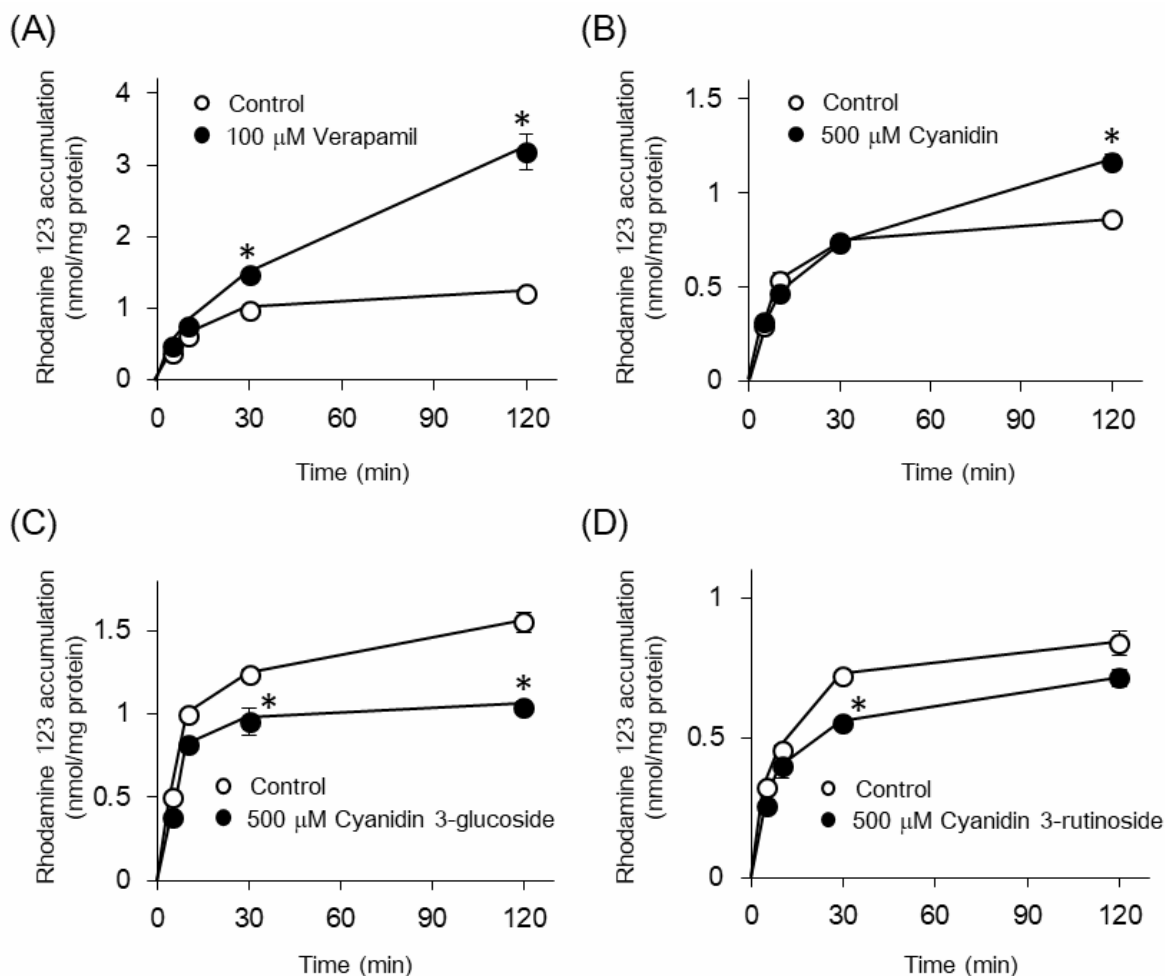 (A)
Rhodamine 123 accumulation
(nmol/mg protein)
4
3
2
1
0
Control
100 μM Verapamil
*
*
0 30 60 90 120
Time (min)
(B)
Rhodamine 123 accumulation
(nmol/mg protein)
1.5
1
0.5
0
Control
500 μM Cyanidin
*
0 30 60 90 120
Time (min)
(C)
Rhodamine 123 accumulation
(nmol/mg protein)
1.5
1
0.5
0
*
*
Control
500 μM Cyanidin 3-glucoside
0 30 60 90 120
Time (min)
(D)
Rhodamine 123 accumulation
(nmol/mg protein)
1
0.5
0
*
Control
500 μM Cyanidin 3-rutinoside
0 30 60 90 120
Time (min)